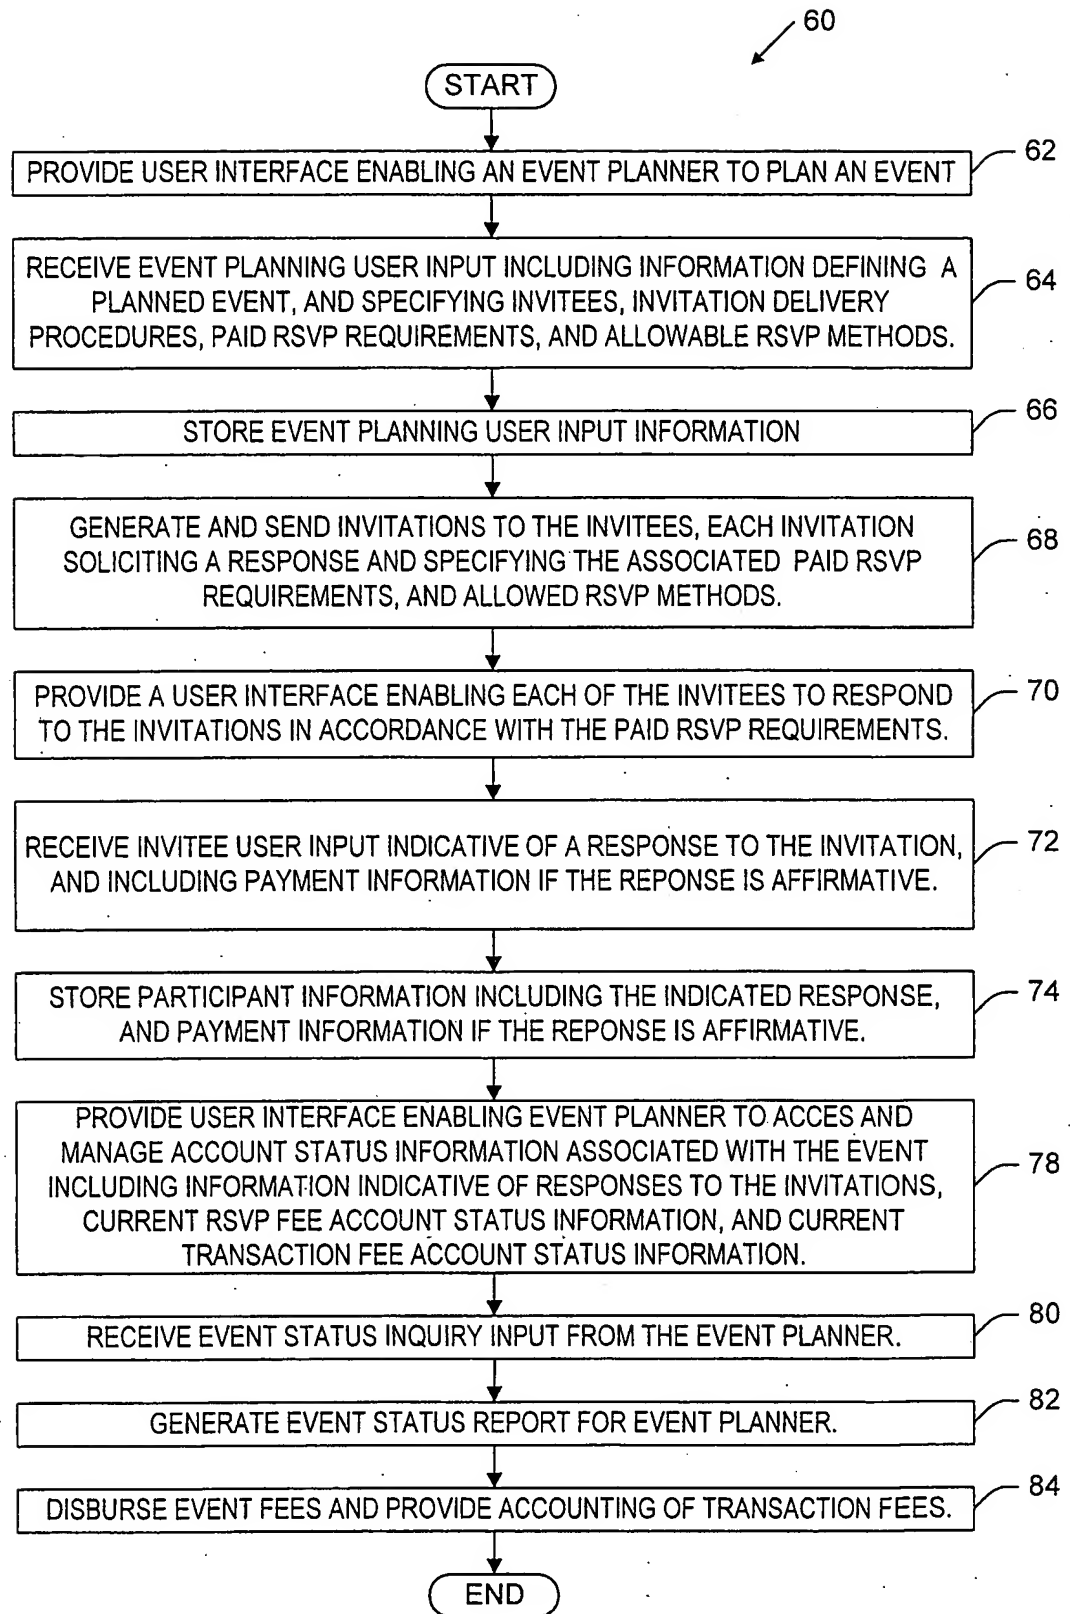 60
START
PROVIDE USER INTERFACE ENABLING AN EVENT PLANNER TO PLAN AN EVENT
62
RECEIVE EVENT PLANNING USER INPUT INCLUDING INFORMATION DEFINING A
PLANNED EVENT, AND SPECIFYING INVITEES, INVITATION DELIVERY
PROCEDURES, PAID RSVP REQUIREMENTS, AND ALLOWABLE RSVP METHODS.
64
STORE EVENT PLANNING USER INPUT INFORMATION
66
GENERATE AND SEND INVITATIONS TO THE INVITEES, EACH INVITATION
SOLICITING A RESPONSE AND SPECIFYING THE ASSOCIATED PAID RSVP
REQUIREMENTS, AND ALLOWED RSVP METHODS.
68
PROVIDE A USER INTERFACE ENABLING EACH OF THE INVITEES TO RESPOND
TO THE INVITATIONS IN ACCORDANCE WITH THE PAID RSVP REQUIREMENTS.
70
RECEIVE INVITEE USER INPUT INDICATIVE OF A RESPONSE TO THE INVITATION,
AND INCLUDING PAYMENT INFORMATION IF THE REPONSE IS AFFIRMATIVE.
72
STORE PARTICIPANT INFORMATION INCLUDING THE INDICATED RESPONSE,
AND PAYMENT INFORMATION IF THE REPONSE IS AFFIRMATIVE.
74
PROVIDE USER INTERFACE ENABLING EVENT PLANNER TO ACCES AND
MANAGE ACCOUNT STATUS INFORMATION ASSOCIATED WITH THE EVENT
INCLUDING INFORMATION INDICATIVE OF RESPONSES TO THE INVITATIONS,
CURRENT RSVP FEE ACCOUNT STATUS INFORMATION, AND CURRENT
TRANSACTION FEE ACCOUNT STATUS INFORMATION.
78
RECEIVE EVENT STATUS INQUIRY INPUT FROM THE EVENT PLANNER.
80
GENERATE EVENT STATUS REPORT FOR EVENT PLANNER.
82
DISBURSE EVENT FEES AND PROVIDE ACCOUNTING OF TRANSACTION FEES.
84
END